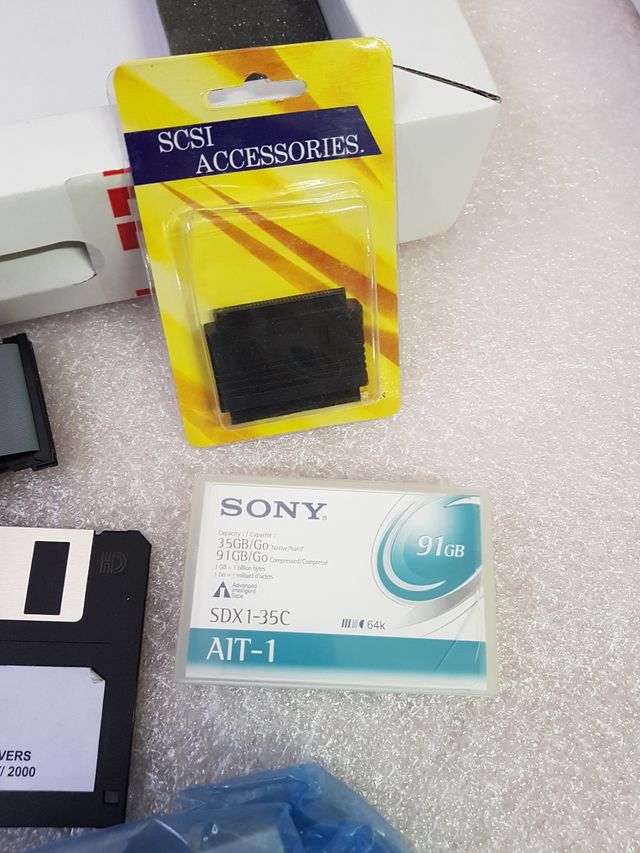 SCSI
ACCESSORIES.
SONY®
Capacity : / Capacité :
35GB/Go Native/Natif
91GB/Go Compressed/Compressé
1 GB = 1 billion bytes
1 Go = 1 milliard d'octets
Advanced
Intelligent
Tape
SDX1-35C
64k
AIT-1
91GB
HD
VERS
/ 2000